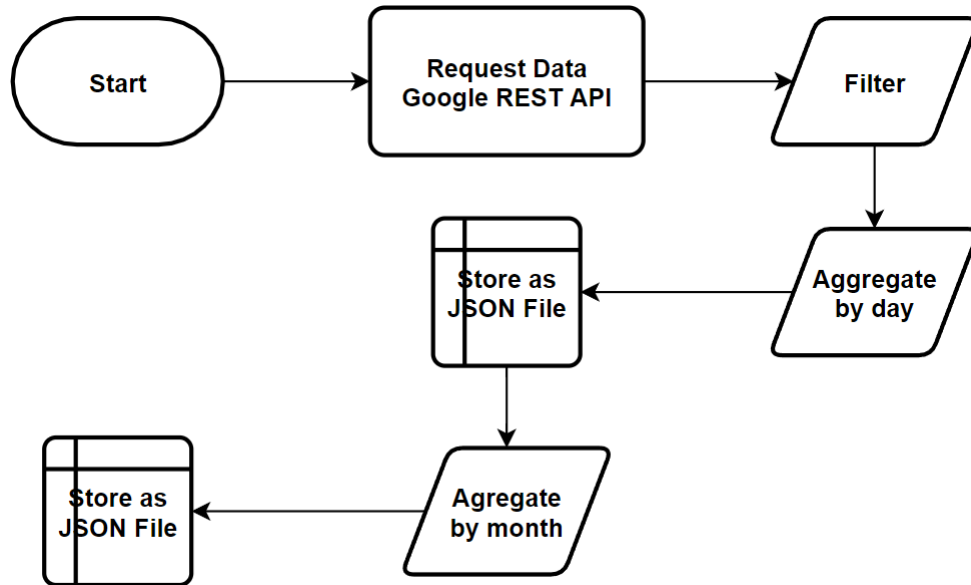 Start
Request Data
Google REST API
Filter
Aggregate
by day
Store as
JSON File
Agregate
by month
Store as
JSON File